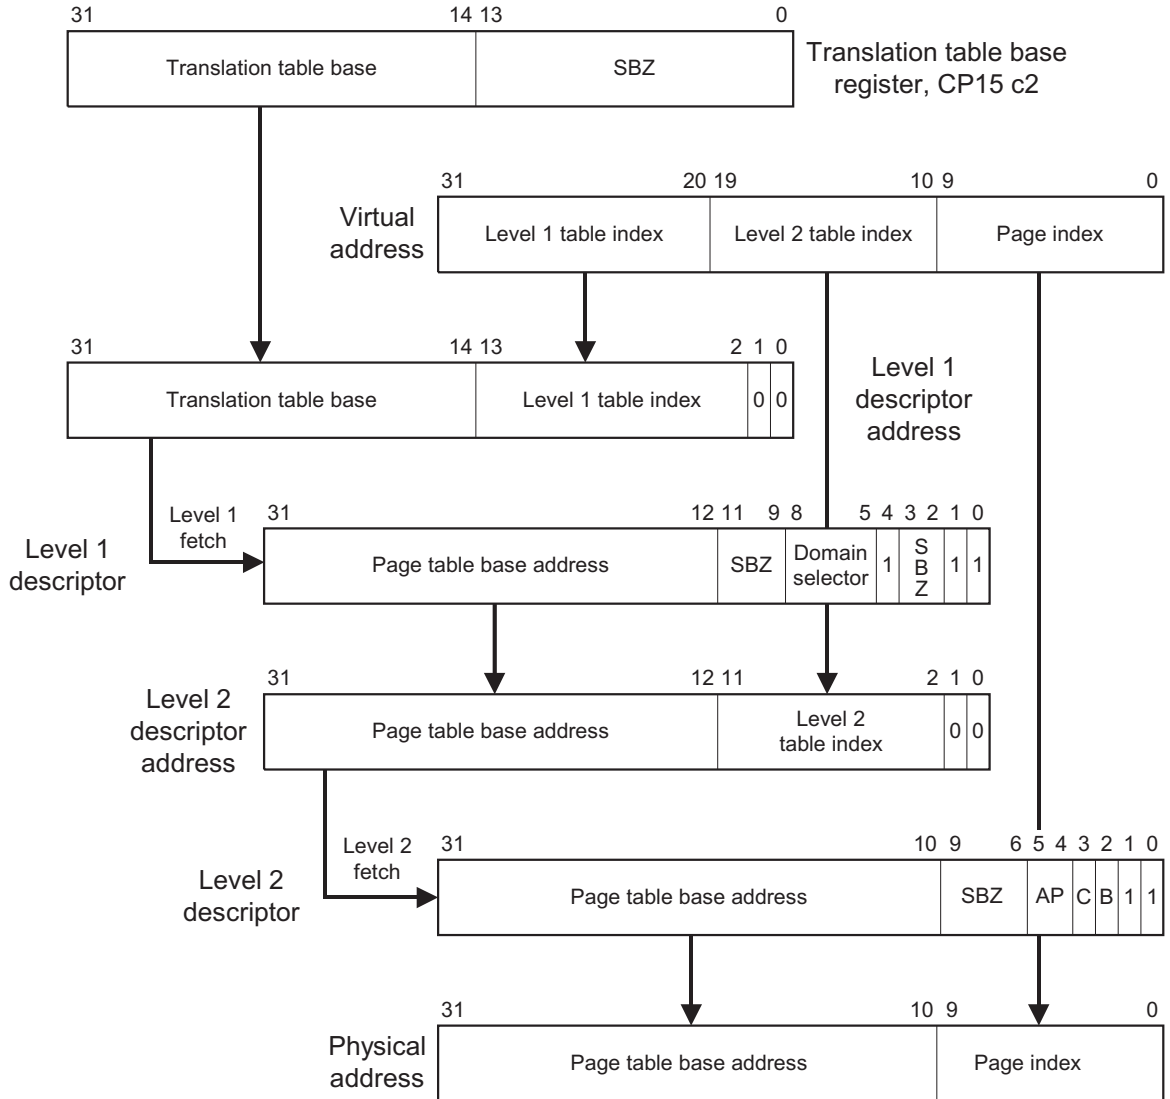 31 14 13 0
Translation table base SBZ
Translation table base
register, CP15 c2
31 20 19 10 9 0
Virtual
address
Level 1 table index Level 2 table index Page index
31 14 13 2 1 0
Translation table base Level 1 table index 0 0
Level 1
descriptor
address
Level 1
fetch
31 12 11 9 8 5 4 3 2 1 0
Level 1
descriptor
Page table base address SBZ Domain
selector 1 S
B
Z 1 1
31 12 11 2 1 0
Level 2
descriptor
address
Page table base address Level 2
table index 0 0
Level 2
fetch
31 10 9 6 5 4 3 2 1 0
Level 2
descriptor
Page table base address SBZ AP C B 1 1
31 10 9 0
Physical
address
Page table base address Page index